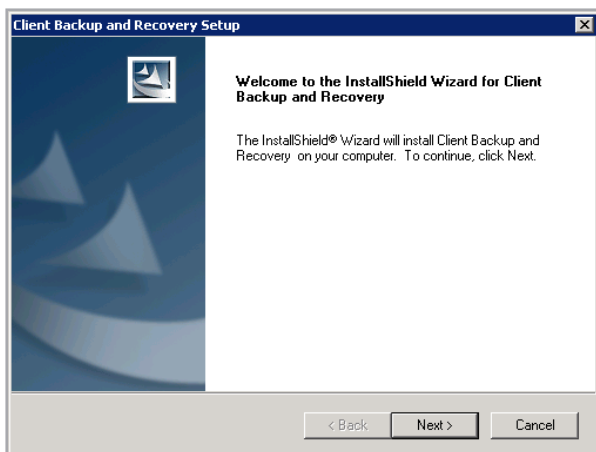 Client Backup and Recovery Setup
Welcome to the InstallShield Wizard for Client
Backup and Recovery
The InstallShield® Wizard will install Client Backup and
Recovery on your computer. To continue, click Next.
< Back
Next >
Cancel